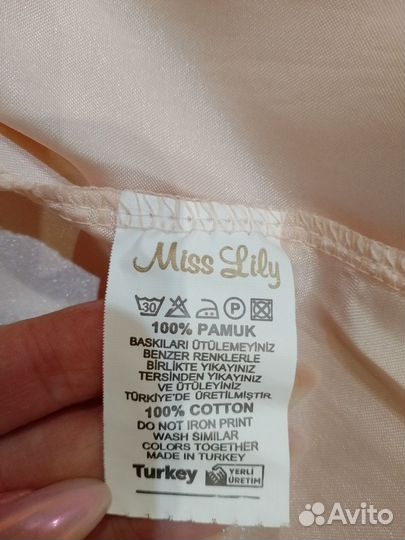 Miss Lily
30 P
100% PAMUK
BASKILARI ÜTÜLEMEYİNİZ
BENZER RENKLERLE
BİRLİKTE YIKAYINIZ
TERSİNDEN YIKAYINIZ
VE ÜTÜLEYİNİZ
TÜRKİYE'DE ÜRETİLMİŞTİR.
100% COTTON
DO NOT IRON PRINT
WASH SIMILAR
COLORS TOGETHER
MADE IN TURKEY
Turkey YERLİ
ÜRETİM
Avito